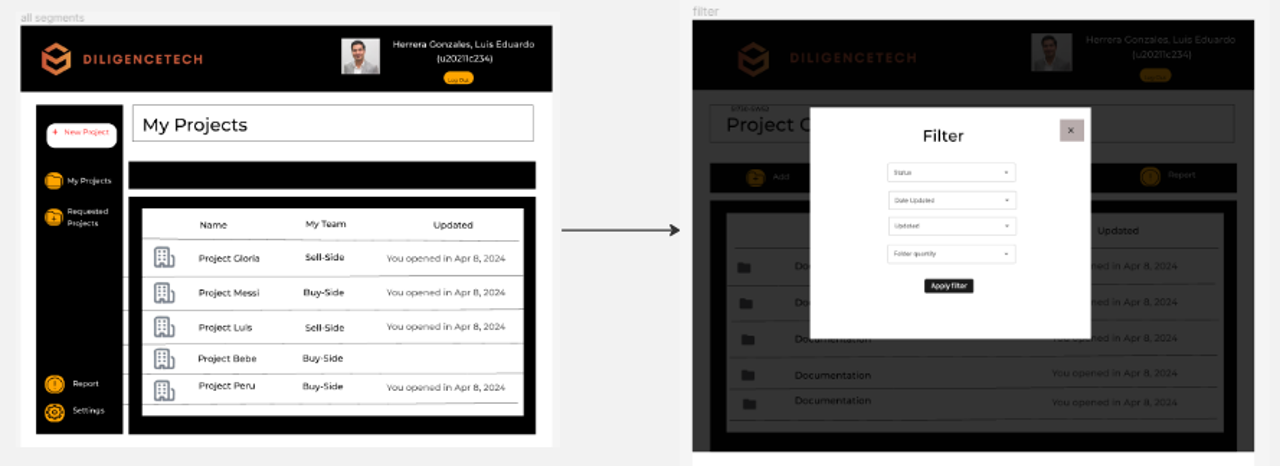 all segments
DILIGENCETECH
Herrera Gonzales, Luis Eduardo
(u20211c234)
Log Out
+ New Project
My Projects
Requested
Projects
Report
Settings
My Projects
Name My Team Updated
Project Gloria Sell-Side You opened in Apr 8, 2024
Project Messi Buy-Side You opened in Apr 8, 2024
Project Luis Sell-Side You opened in Apr 8, 2024
Project Bebe Buy-Side
Project Peru Buy-Side You opened in Apr 8, 2024
filter
DILIGENCETECH
Herrera Gonzales, Luis Eduardo
(u20211c234)
Log Out
Project G
Add Report
Filter
×
Status
Date Updated
Updated
Folder quantity
Apply filter
Updated
Do You opened in Apr 8, 2024
Do You opened in Apr 8, 2024
Documentation You opened in Apr 8, 2024
Documentation You opened in Apr 8, 2024
Documentation You opened in Apr 8, 2024